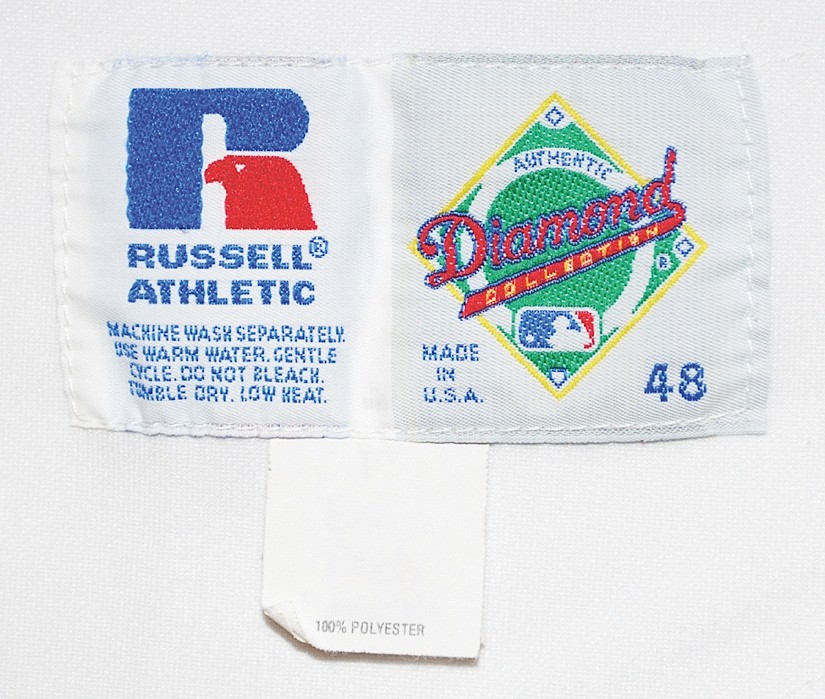 RUSSELL®
ATHLETIC
MACHINE WASH SEPARATELY.
USE WARM WATER. GENTLE
CYCLE. DO NOT BLEACH.
TUMBLE DRY. LOW HEAT.
AUTHENTIC
Diamond
COLLECTION
®
MADE
IN
U.S.A.
48
100% POLYESTER